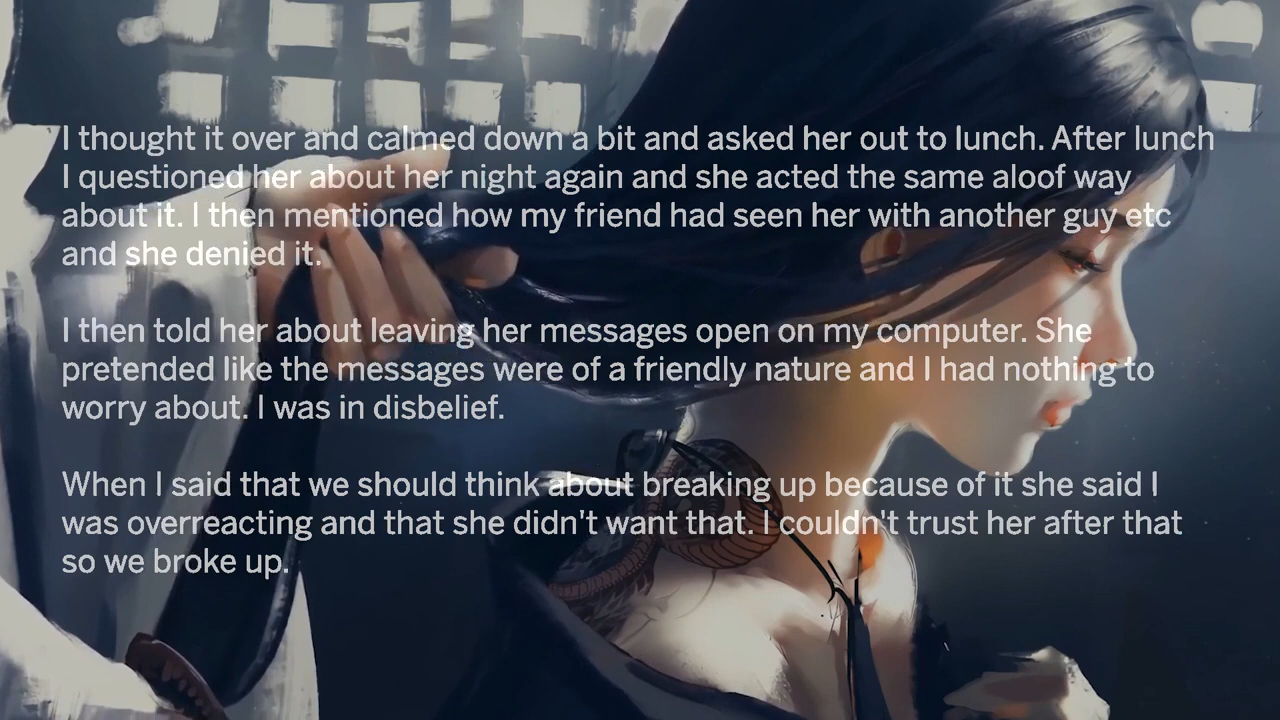 I thought it over and calmed down a bit and asked her out to lunch. After lunch
I questioned her about her night again and she acted the same aloof way
about it. I then mentioned how my friend had seen her with another guy etc
and she denied it.
I then told her about leaving her messages open on my computer. She
pretended like the messages were of a friendly nature and I had nothing to
worry about. I was in disbelief.
When I said that we should think about breaking up because of it she said I
was overreacting and that she didn't want that. I couldn't trust her after that
so we broke up.